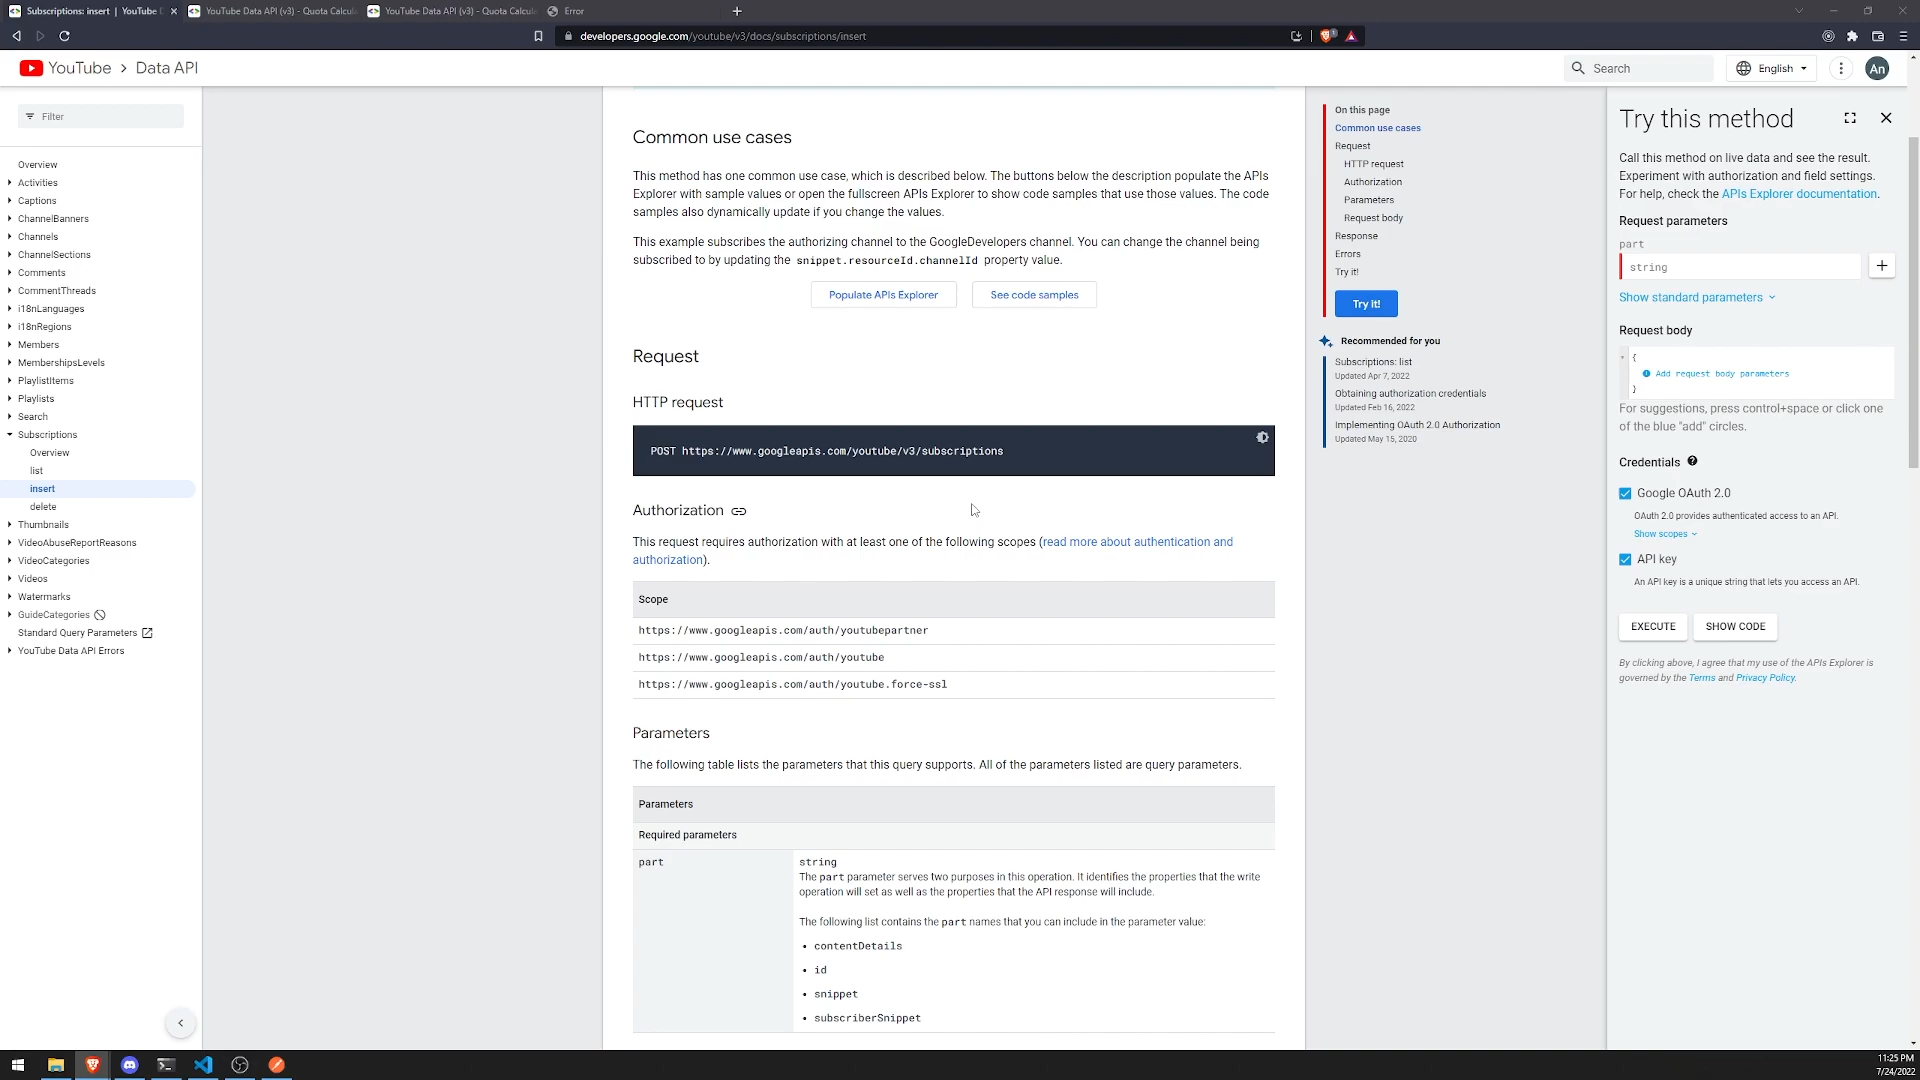 Subscriptions: insert | YouTube
YouTube Data API (v3) - Quota Calcul
YouTube Data API (v3) - Quota Calcul
Error
developers.google.com/youtube/v3/docs/subscriptions/insert
YouTube > Data API
Search
English
An
Filter
Overview
Activities
Captions
ChannelBanners
Channels
ChannelSections
Comments
CommentThreads
i18nLanguages
i18nRegions
Members
MembershipsLevels
PlaylistItems
Playlists
Search
Subscriptions
Overview
list
insert
delete
Thumbnails
VideoAbuseReportReasons
VideoCategories
Videos
Watermarks
GuideCategories
Standard Query Parameters
YouTube Data API Errors
Common use cases
This method has one common use case, which is described below. The buttons below the description populate the APIs
Explorer with sample values or open the fullscreen APIs Explorer to show code samples that use those values. The code
samples also dynamically update if you change the values.
This example subscribes the authorizing channel to the GoogleDevelopers channel. You can change the channel being
subscribed to by updating the snippet.resourceId.channelId property value.
Populate APIs Explorer
See code samples
Request
HTTP request
POST https://www.googleapis.com/youtube/v3/subscriptions
Authorization
This request requires authorization with at least one of the following scopes (read more about authentication and
authorization).
Scope
https://www.googleapis.com/auth/youtubepartner
https://www.googleapis.com/auth/youtube
https://www.googleapis.com/auth/youtube.force-ssl
Parameters
The following table lists the parameters that this query supports. All of the parameters listed are query parameters.
Parameters
Required parameters
part
string
The part parameter serves two purposes in this operation. It identifies the properties that the write
operation will set as well as the properties that the API response will include.
The following list contains the part names that you can include in the parameter value:
• contentDetails
• id
• snippet
• subscriberSnippet
On this page
Common use cases
Request
HTTP request
Authorization
Parameters
Request body
Response
Errors
Try it!
Try it!
Recommended for you
Subscriptions: list
Updated Apr 7, 2022
Obtaining authorization credentials
Updated Feb 16, 2022
Implementing OAuth 2.0 Authorization
Updated May 15, 2020
Try this method
Call this method on live data and see the result.
Experiment with authorization and field settings.
For help, check the APIs Explorer documentation.
Request parameters
part
string
Show standard parameters
Request body
{
Add request body parameters
}
For suggestions, press control+space or click one
of the blue "add" circles.
Credentials
Google OAuth 2.0
OAuth 2.0 provides authenticated access to an API.
Show scopes
API key
An API key is a unique string that lets you access an API.
EXECUTE
SHOW CODE
By clicking above, I agree that my use of the APIs Explorer is
governed by the Terms and Privacy Policy.
11:25 PM
7/24/2022